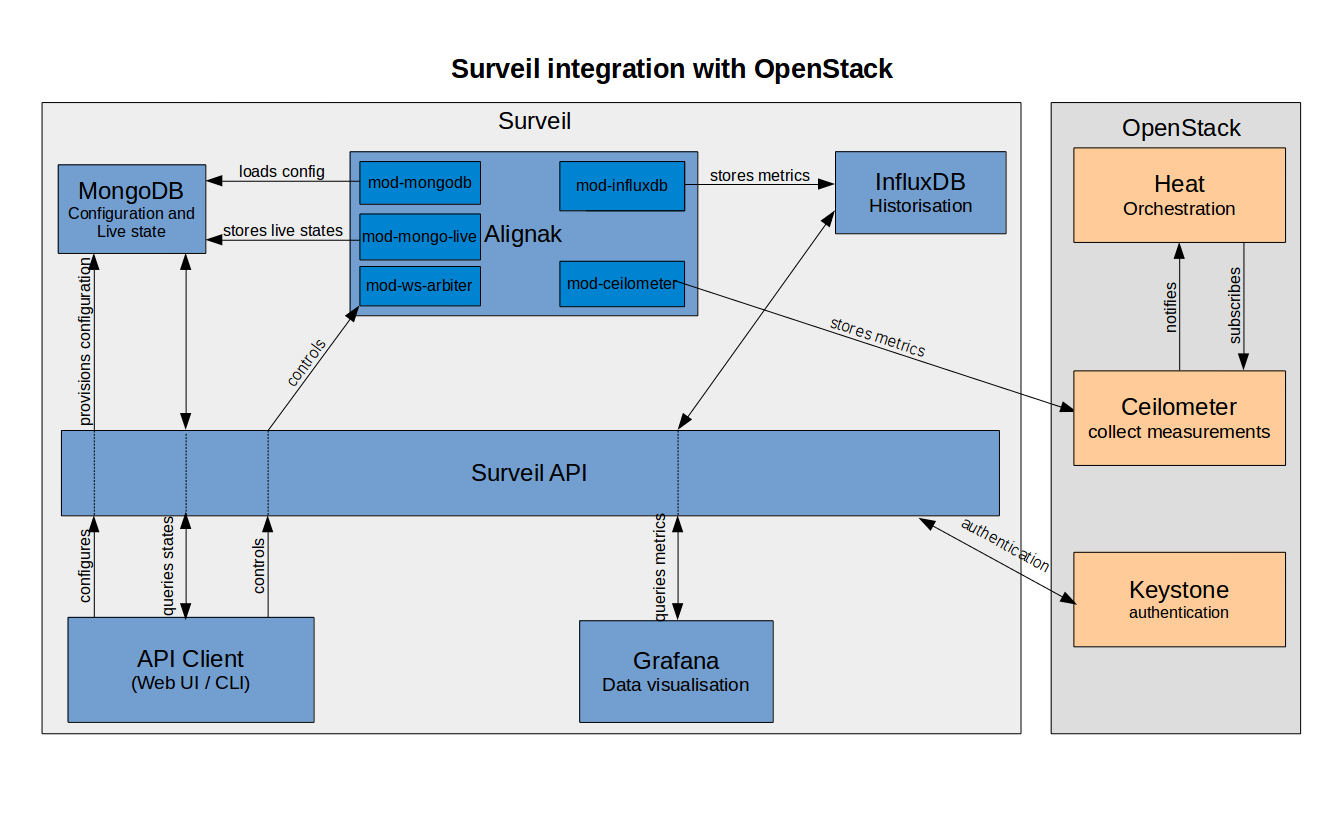 Surveil integration with OpenStack
Surveil
OpenStack
MongoDB
Configuration and
Live state
loads config
stores live states
mod-mongodb
mod-mongo-live
mod-ws-arbiter
Alignak
mod-influxdb
mod-ceilometer
stores metrics
InfluxDB
Historisation
Heat
Orchestration
provisions configuration
controls
stores metrics
notifies
subscribes
Ceilometer
collect measurements
Surveil API
configures
queries states
controls
queries metrics
authentication
Keystone
authentication
API Client
(Web UI / CLI)
Grafana
Data visualisation